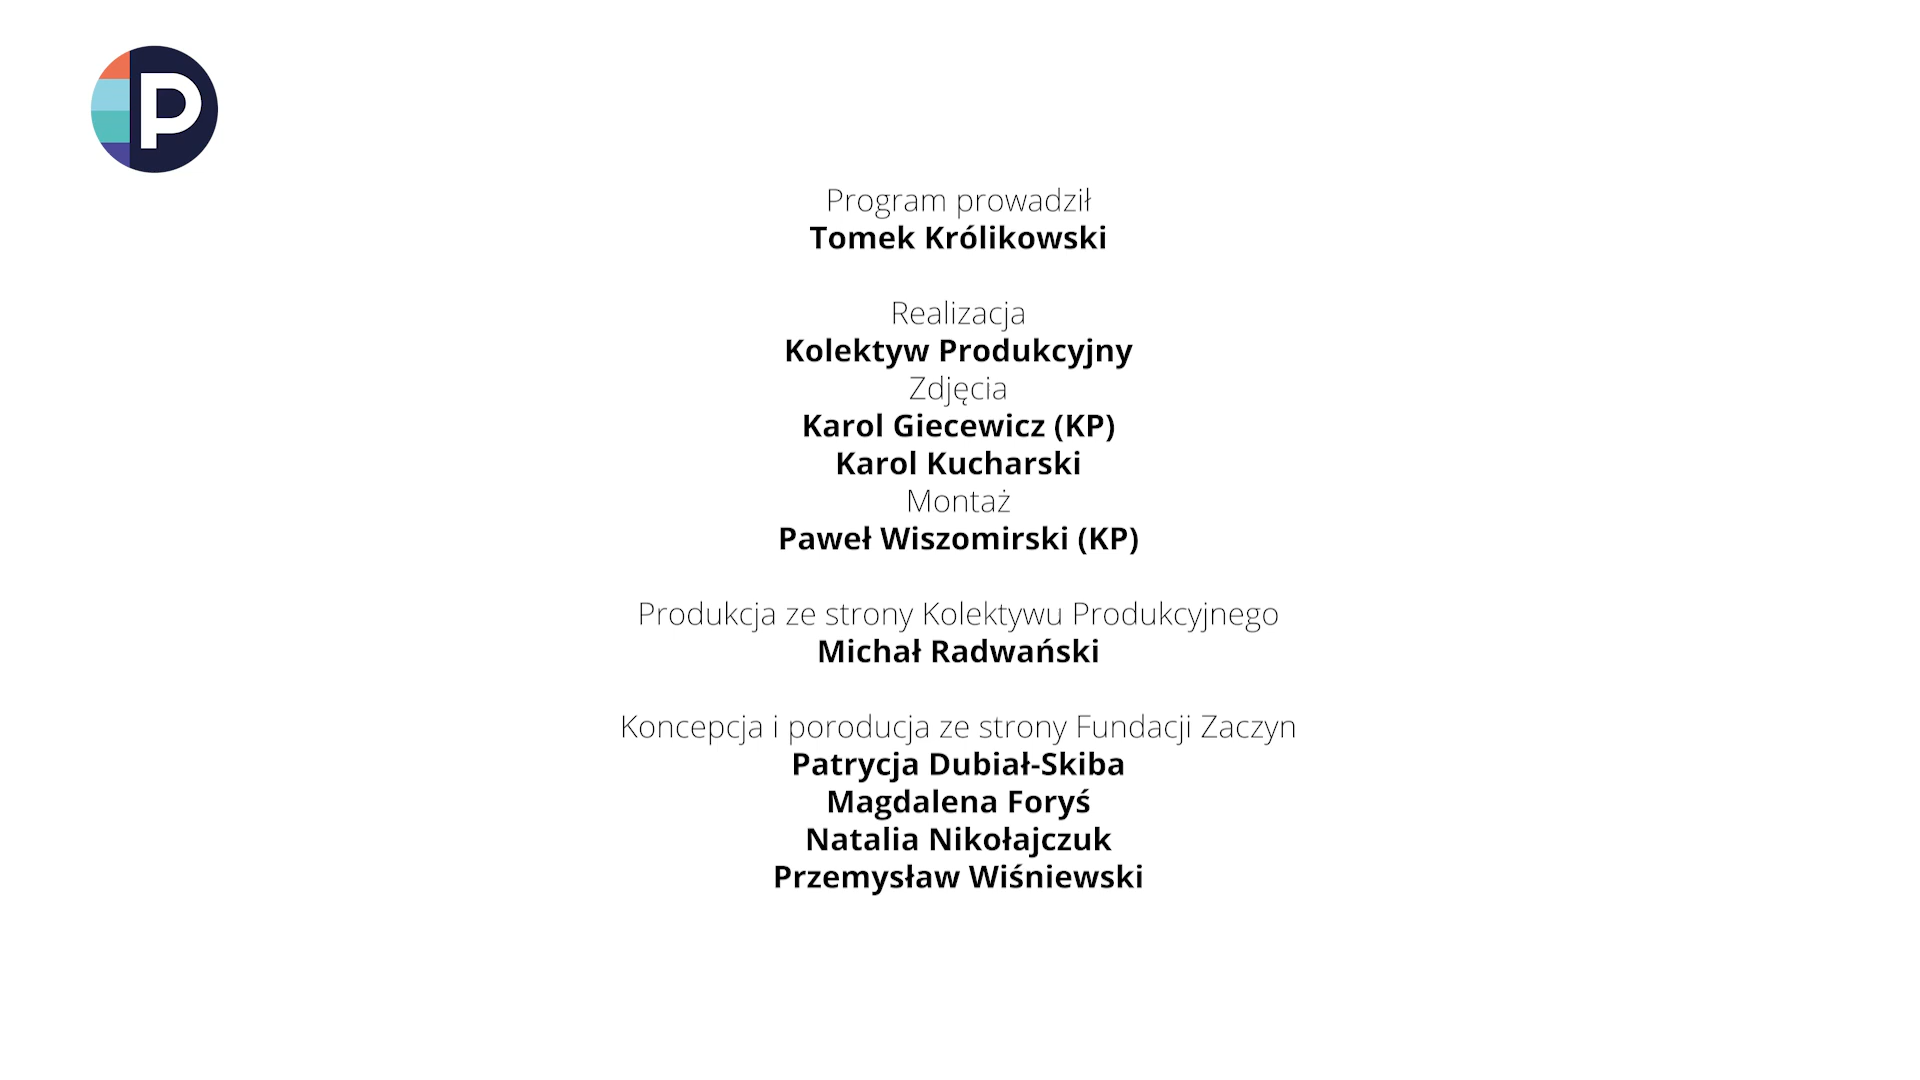 P
Program prowadził
Tomek Królikowski
Realizacja
Kolektyw Produkcyjny
Zdjęcia
Karol Giecewicz (KP)
Karol Kucharski
Montaż
Paweł Wiszomirski (KP)
Produkcja ze strony Kolektywu Produkcyjnego
Michał Radwański
Koncepcja i poroducja ze strony Fundacji Zaczyn
Patrycja Dubiał-Skiba
Magdalena Foryś
Natalia Nikołajczuk
Przemysław Wiśniewski